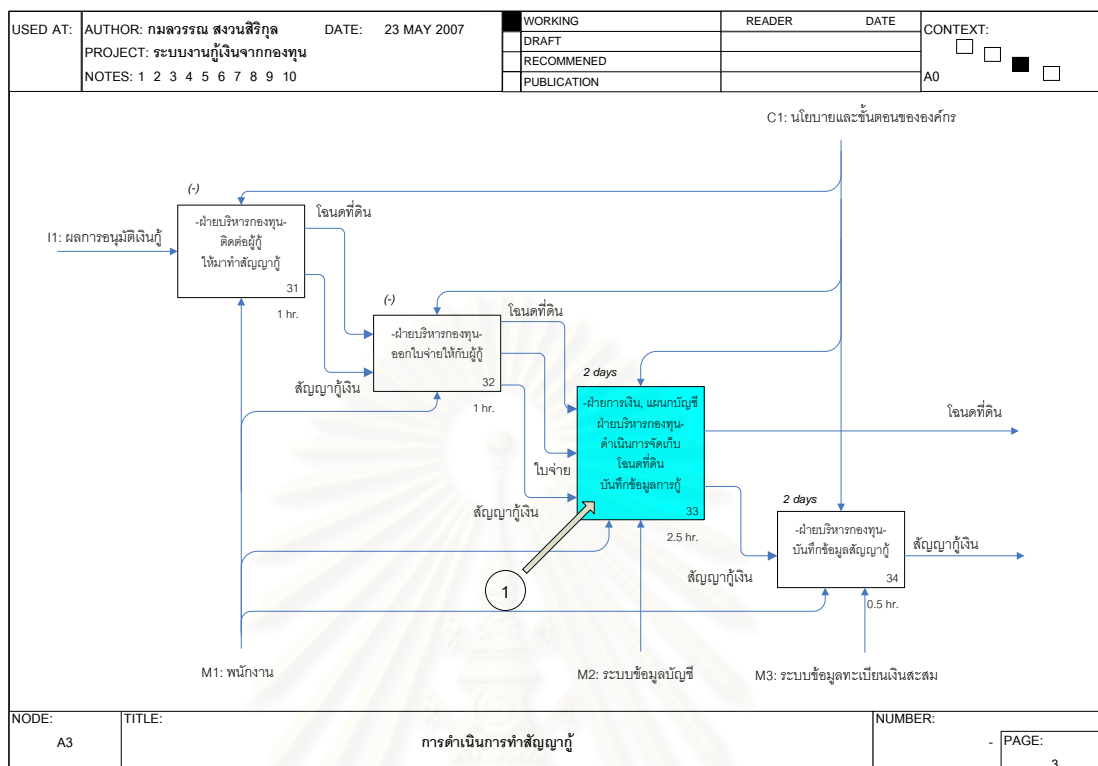 USED AT:
AUTHOR: กมลวรรณ สงวนสิริกุล
DATE: 23 MAY 2007
PROJECT: ระบบงานกู้เงินจากกองทุน
NOTES: 1 2 3 4 5 6 7 8 9 10
WORKING
DRAFT
RECOMMENED
PUBLICATION
READER
DATE
CONTEXT:
A0
C1: นโยบายและขั้นตอนขององค์กร
(-)
โฉนดที่ดิน
I1: ผลการอนุมัติเงินกู้
-ฝ่ายบริหารกองทุน-
ติดต่อผู้กู้
ให้มาทำสัญญากู้
31
1 hr.
(-)
โฉนดที่ดิน
-ฝ่ายบริหารกองทุน-
ออกใบจ่ายให้กับผู้กู้
32
สัญญากู้เงิน
1 hr.
2 days
-ฝ่ายการเงิน, แผนกบัญชี
ฝ่ายบริหารกองทุน-
ดำเนินการจัดเก็บ
โฉนดที่ดิน
บันทึกข้อมูลการกู้
33
โฉนดที่ดิน
ใบจ่าย
สัญญากู้เงิน
2.5 hr.
2 days
-ฝ่ายบริหารกองทุน-
บันทึกข้อมูลสัญญากู้
34
สัญญากู้เงิน
สัญญากู้เงิน
0.5 hr.
1
M1: พนักงาน
M2: ระบบข้อมูลบัญชี
M3: ระบบข้อมูลทะเบียนเงินสะสม
NODE:
A3
TITLE:
การดำเนินการทำสัญญากู้
NUMBER:
-
PAGE:
3